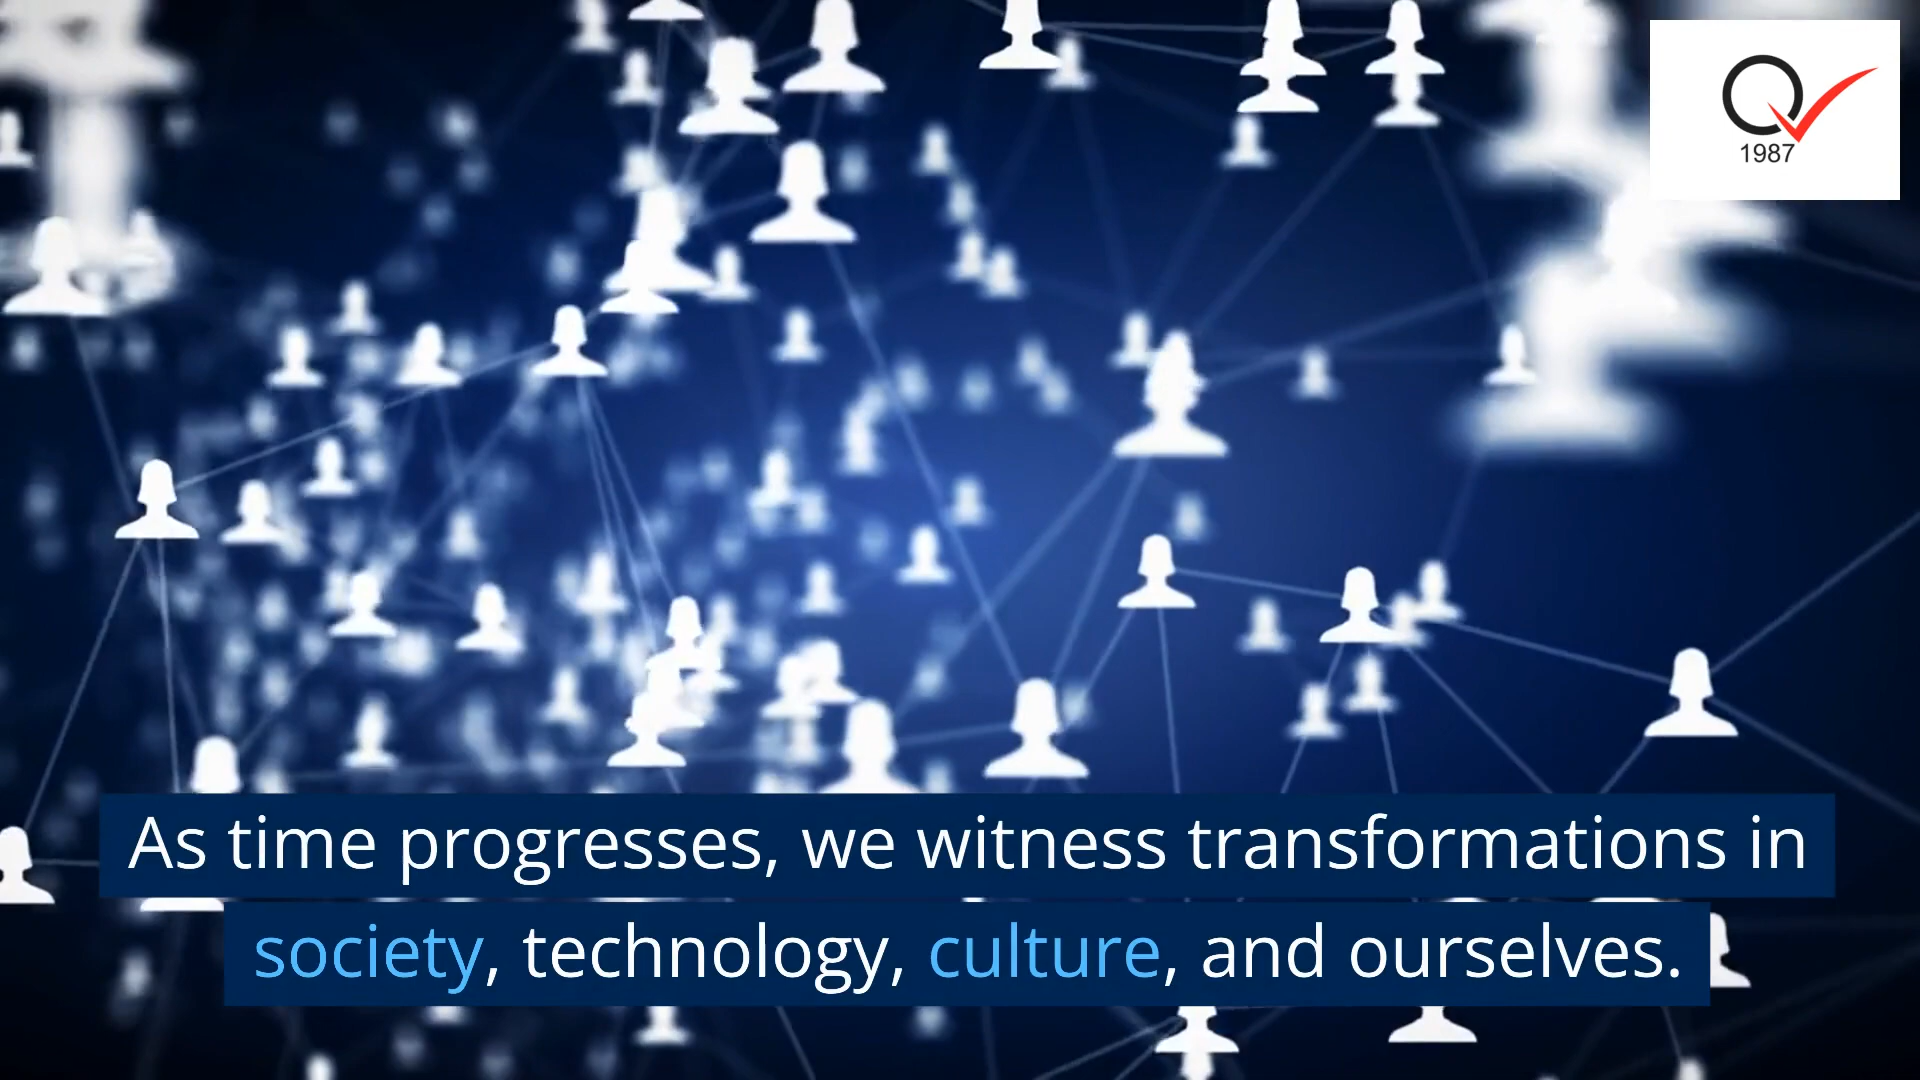 Q
1987
As time progresses, we witness transformations in
society, technology, culture, and ourselves.